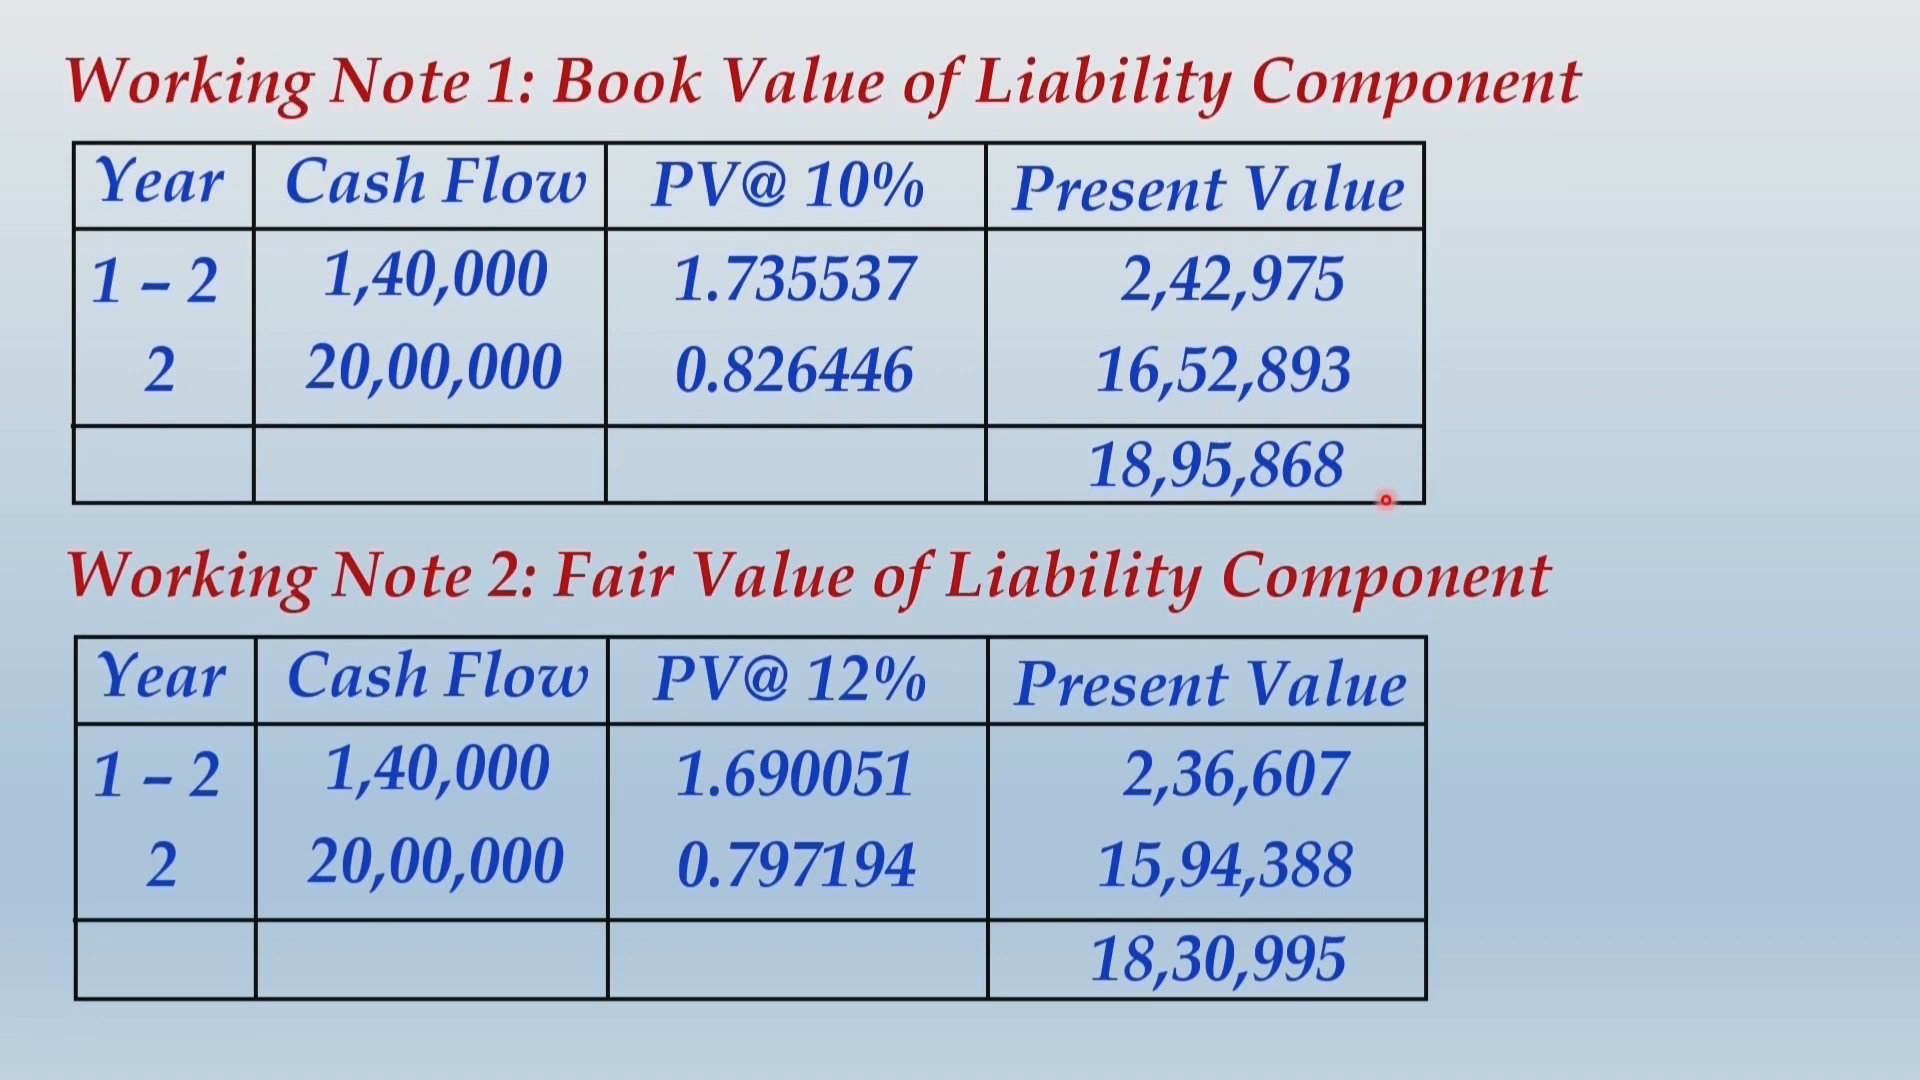 Working Note 1: Book Value of Liability Component
Year Cash Flow PV@ 10% Present Value
1 – 2 1,40,000 1.735537 2,42,975
2 20,00,000 0.826446 16,52,893
18,95,868
Working Note 2: Fair Value of Liability Component
Year Cash Flow PV@ 12% Present Value
1 – 2 1,40,000 1.690051 2,36,607
2 20,00,000 0.797194 15,94,388
18,30,995